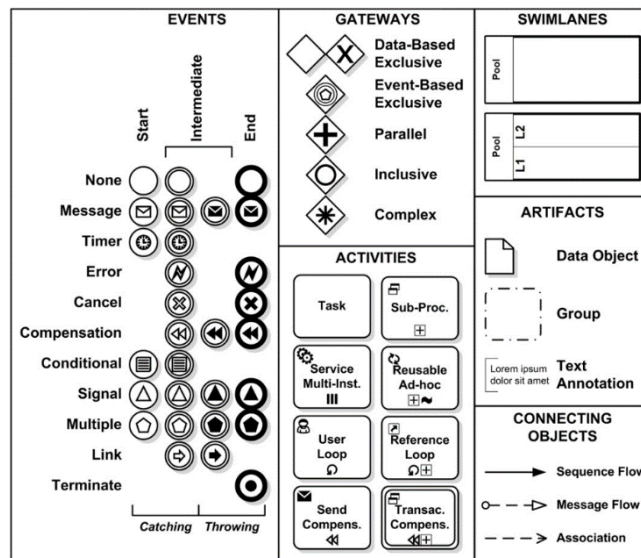 EVENTS
Start
Intermediate
End
None
Message
Timer
Error
Cancel
Compensation
Conditional
Signal
Multiple
Link
Terminate
Catching Throwing
GATEWAYS
X
Data-Based
Exclusive
Event-Based
Exclusive
Parallel
Inclusive
Complex
ACTIVITIES
Task
Sub-Proc.
Service
Multi-Inst.
Reusable
Ad-hoc
User
Loop
Reference
Loop
Send
Compens.
Transac.
Compens.
SWIMLANES
Pool
Pool
L2
L1
ARTIFACTS
Data Object
Group
Lorem ipsum
dolor sit amet
Text
Annotation
CONNECTING
OBJECTS
Sequence Flow
Message Flow
Association